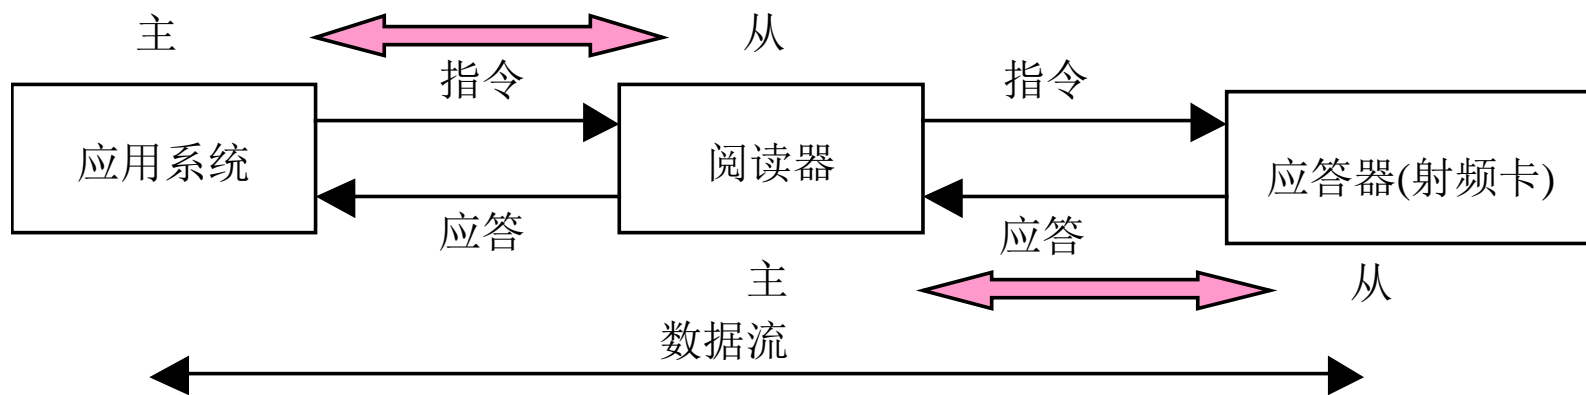 主 从
指令 指令
应用系统 阅读器 应答器(射频卡)
应答 应答
主 从
数据流